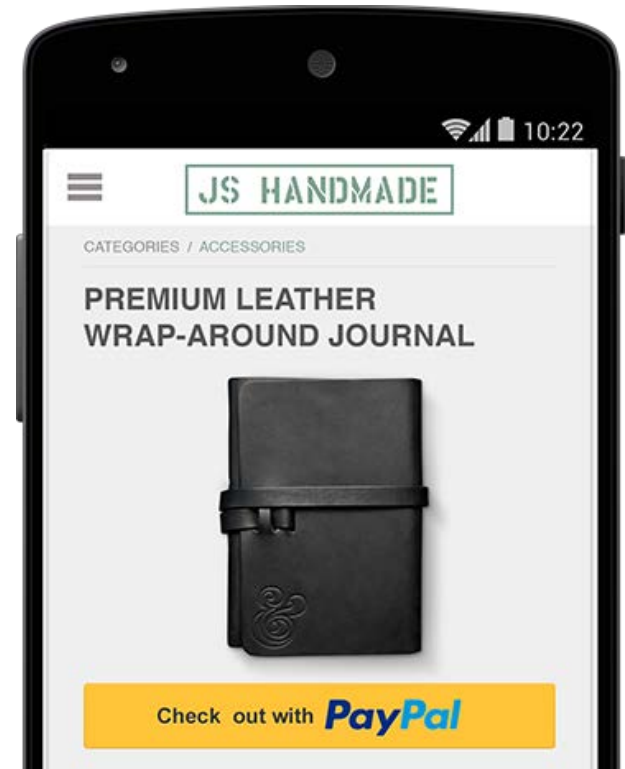 10:22
JS HANDMADE
CATEGORIES / ACCESSORIES
PREMIUM LEATHER
WRAP-AROUND JOURNAL
&
Check out with PayPal